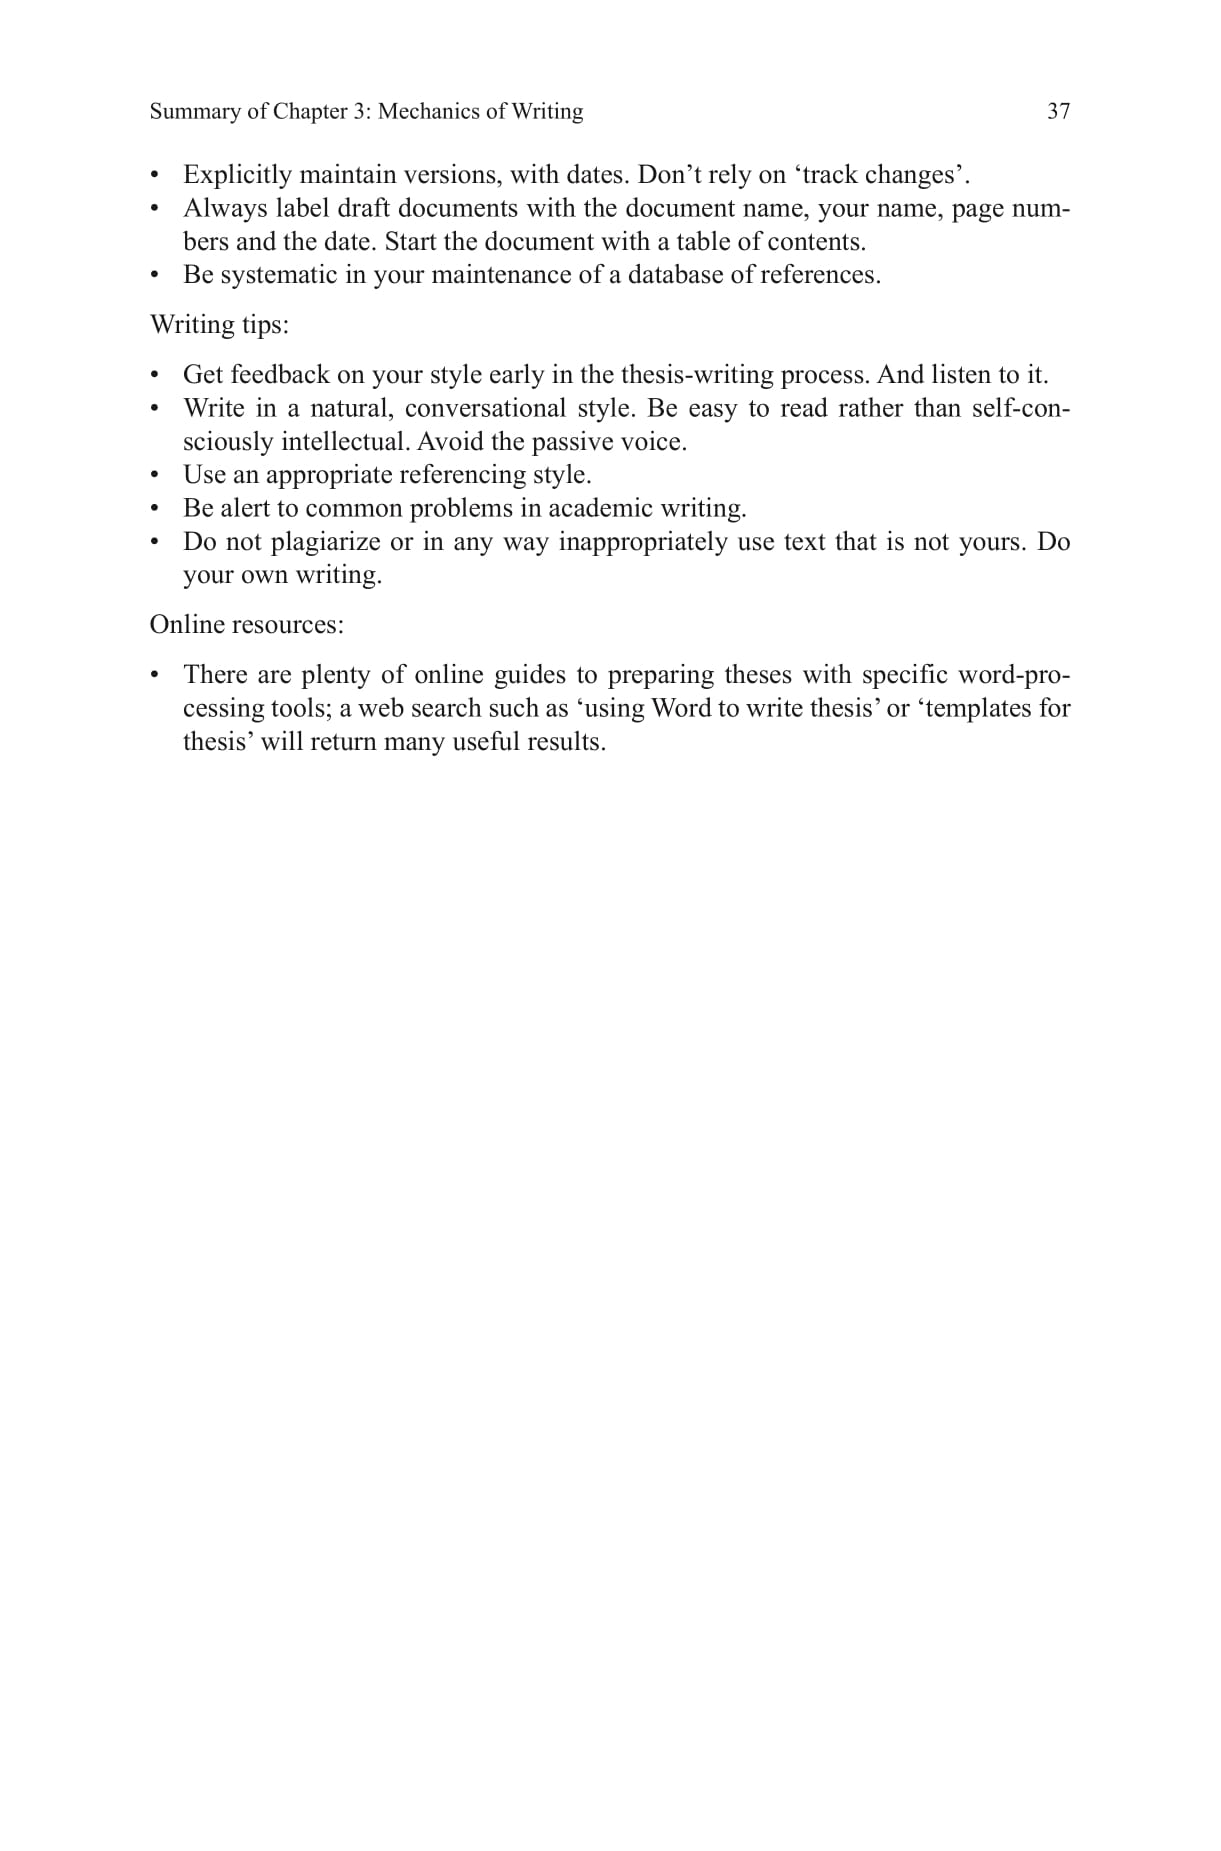 Summary of Chapter 3: Mechanics of Writing 37
• Explicitly maintain versions, with dates. Don’t rely on ‘track changes’.
• Always label draft documents with the document name, your name, page num-
bers and the date. Start the document with a table of contents.
• Be systematic in your maintenance of a database of references.
Writing tips:
• Get feedback on your style early in the thesis-writing process. And listen to it.
• Write in a natural, conversational style. Be easy to read rather than self-con-
sciously intellectual. Avoid the passive voice.
• Use an appropriate referencing style.
• Be alert to common problems in academic writing.
• Do not plagiarize or in any way inappropriately use text that is not yours. Do
your own writing.
Online resources:
• There are plenty of online guides to preparing theses with specific word-pro-
cessing tools; a web search such as ‘using Word to write thesis’ or ‘templates for
thesis’ will return many useful results.